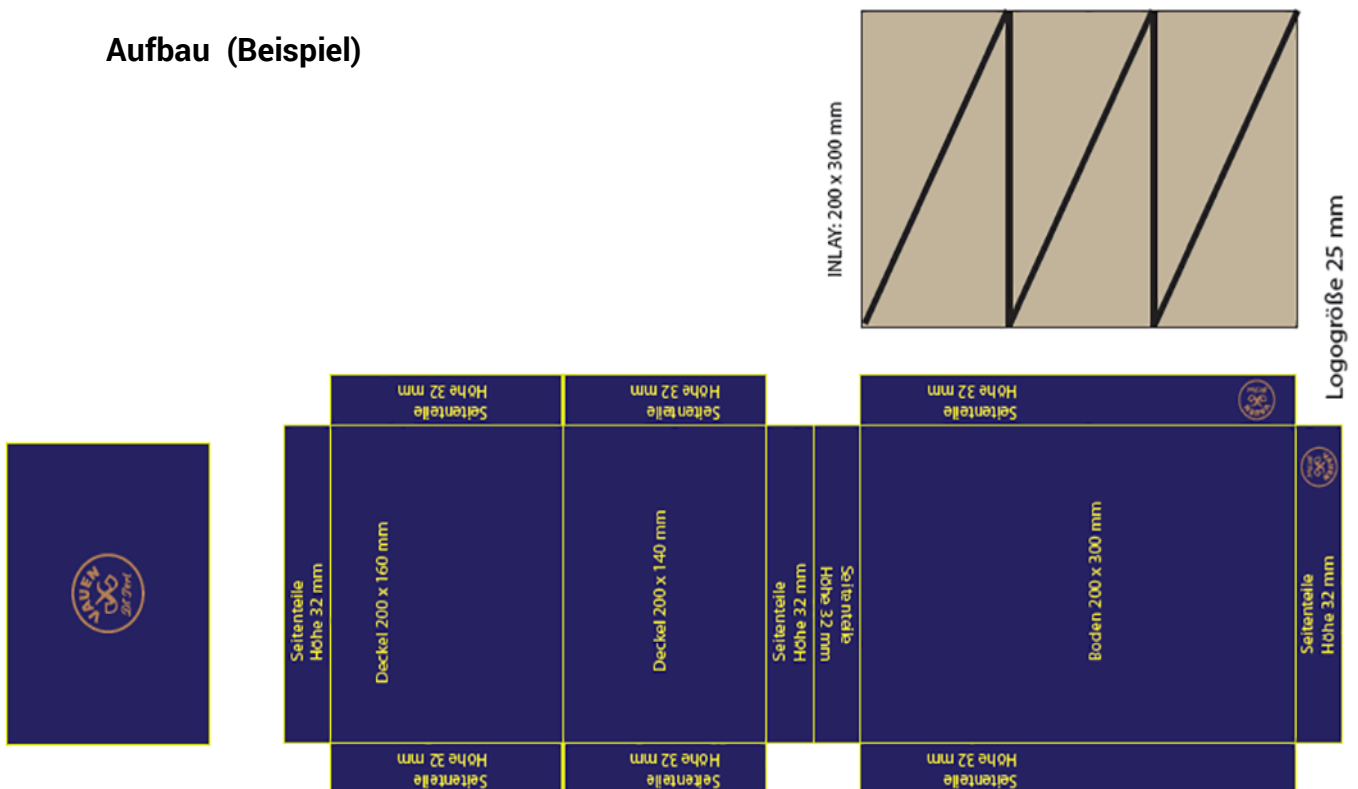 Aufbau (Beispiel)
INLAY: 200 x 300 mm
Logogröße 25 mm
Seitenteile
Höhe 32 mm
Seitenteile
Höhe 32 mm
Seitenteile
Höhe 32 mm
VAUEN
Seitenteile
Höhe 32 mm
Deckel 200 x 160 mm
Deckel 200 x 140 mm
Seitenteile
Höhe 32 mm
Seitenteile
Höhe 32 mm
Boden 200 x 300 mm
VAUEN
VAUEN
Seitenteile
Höhe 32 mm
Seitenteile
Höhe 32 mm
Seitenteile
Höhe 32 mm
Seitenteile
Höhe 32 mm